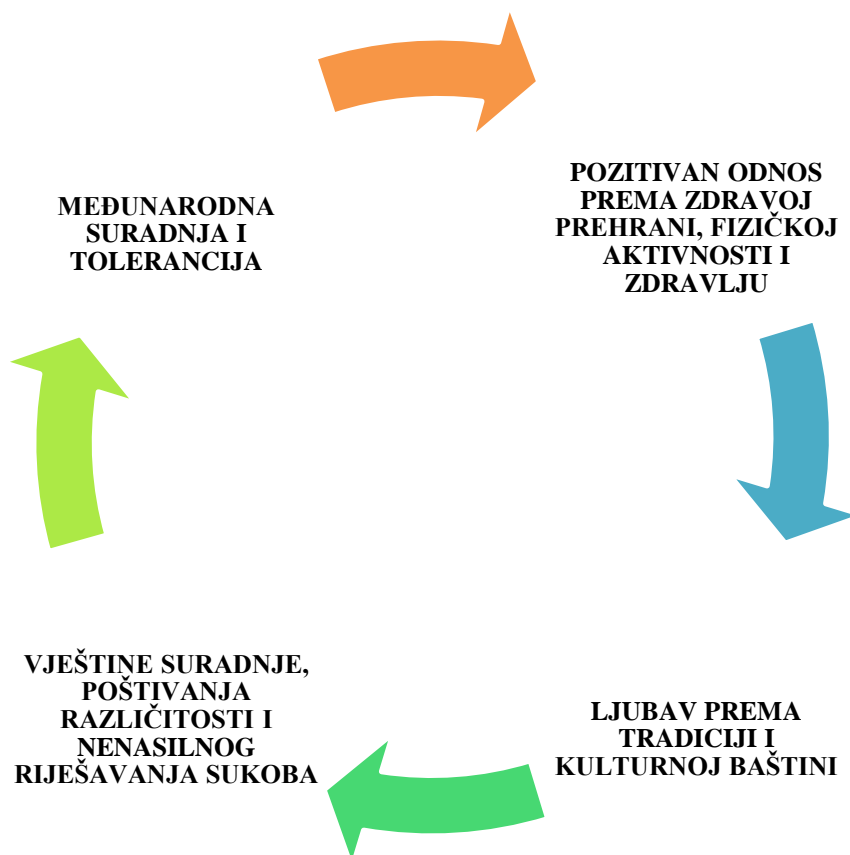 MEĐUNARODNA
SURADNJA I
TOLERANCIJA
POZITIVAN ODNOS
PREMA ZDRAVOJ
PREHRANI, FIZIČKOJ
AKTIVNOSTI I
ZDRAVLJU
LJUBAV PREMA
TRADICIJI I
KULTURNOJ BAŠTINI
VJEŠTINE SURADNJE,
POŠTIVANJA
RAZLIČITOSTI I
NENASILNOG
RIJEŠAVANJA SUKOBA